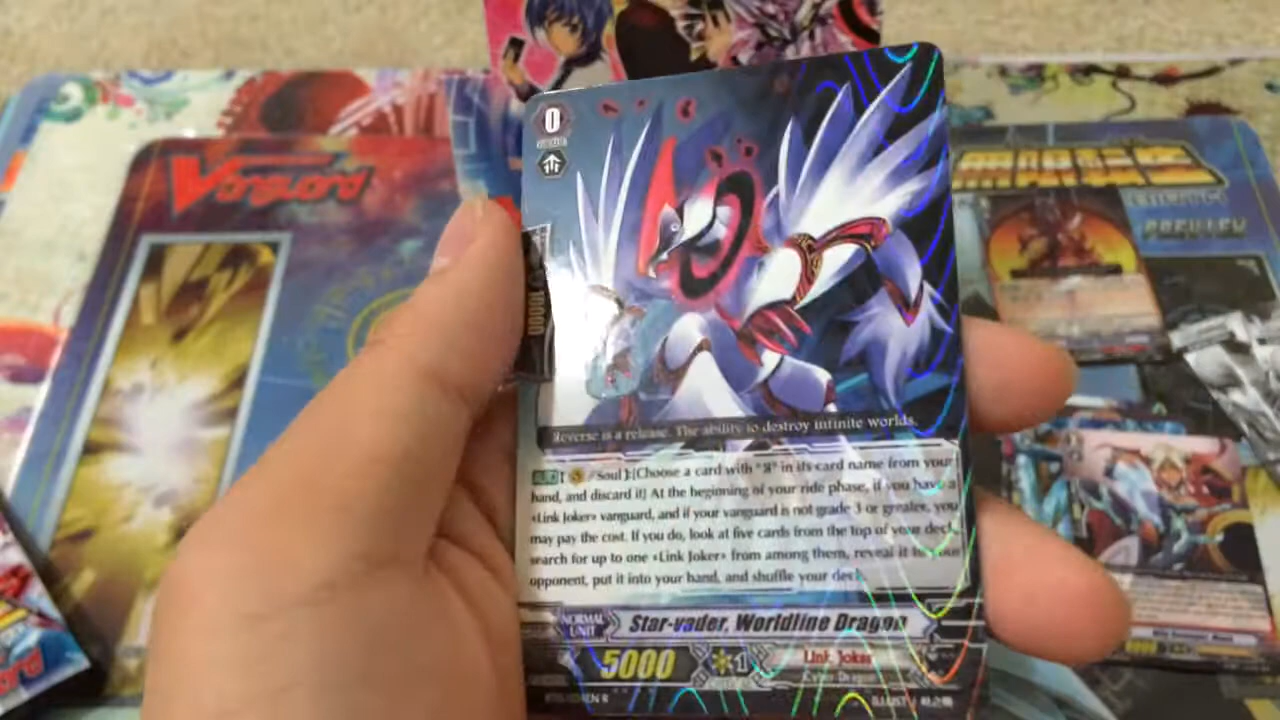 Vanguard
PREVIEW
0
10000
Reverse is a release. The ability to destroy infinite worlds.
Soul]:[Choose a card with "Я" in its card name from your
hand, and discard it] At the beginning of your ride phase, if you have a
«Link Joker» vanguard, and if your vanguard is not grade 3 or greater, you
may pay the cost. If you do, look at five cards from the top of your deck,
search for up to one «Link Joker» from among them, reveal it to your
opponent, put it into your hand, and shuffle your deck.
NORMAL
UNIT
Star-vader, Worldline Dragon
5000
1
Link Joker
Cyber Dragon